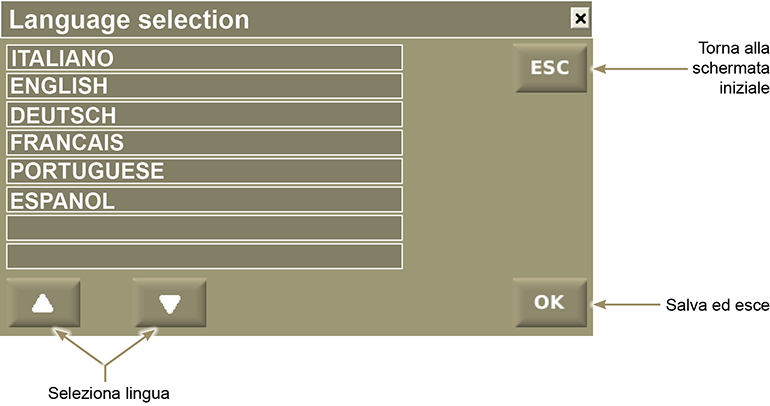 Language selection
ITALIANO
ENGLISH
DEUTSCH
FRANCAIS
PORTUGUESE
ESPANOL
ESC
OK
Torna alla
schermata
iniziale
Salva ed esce
Seleziona lingua